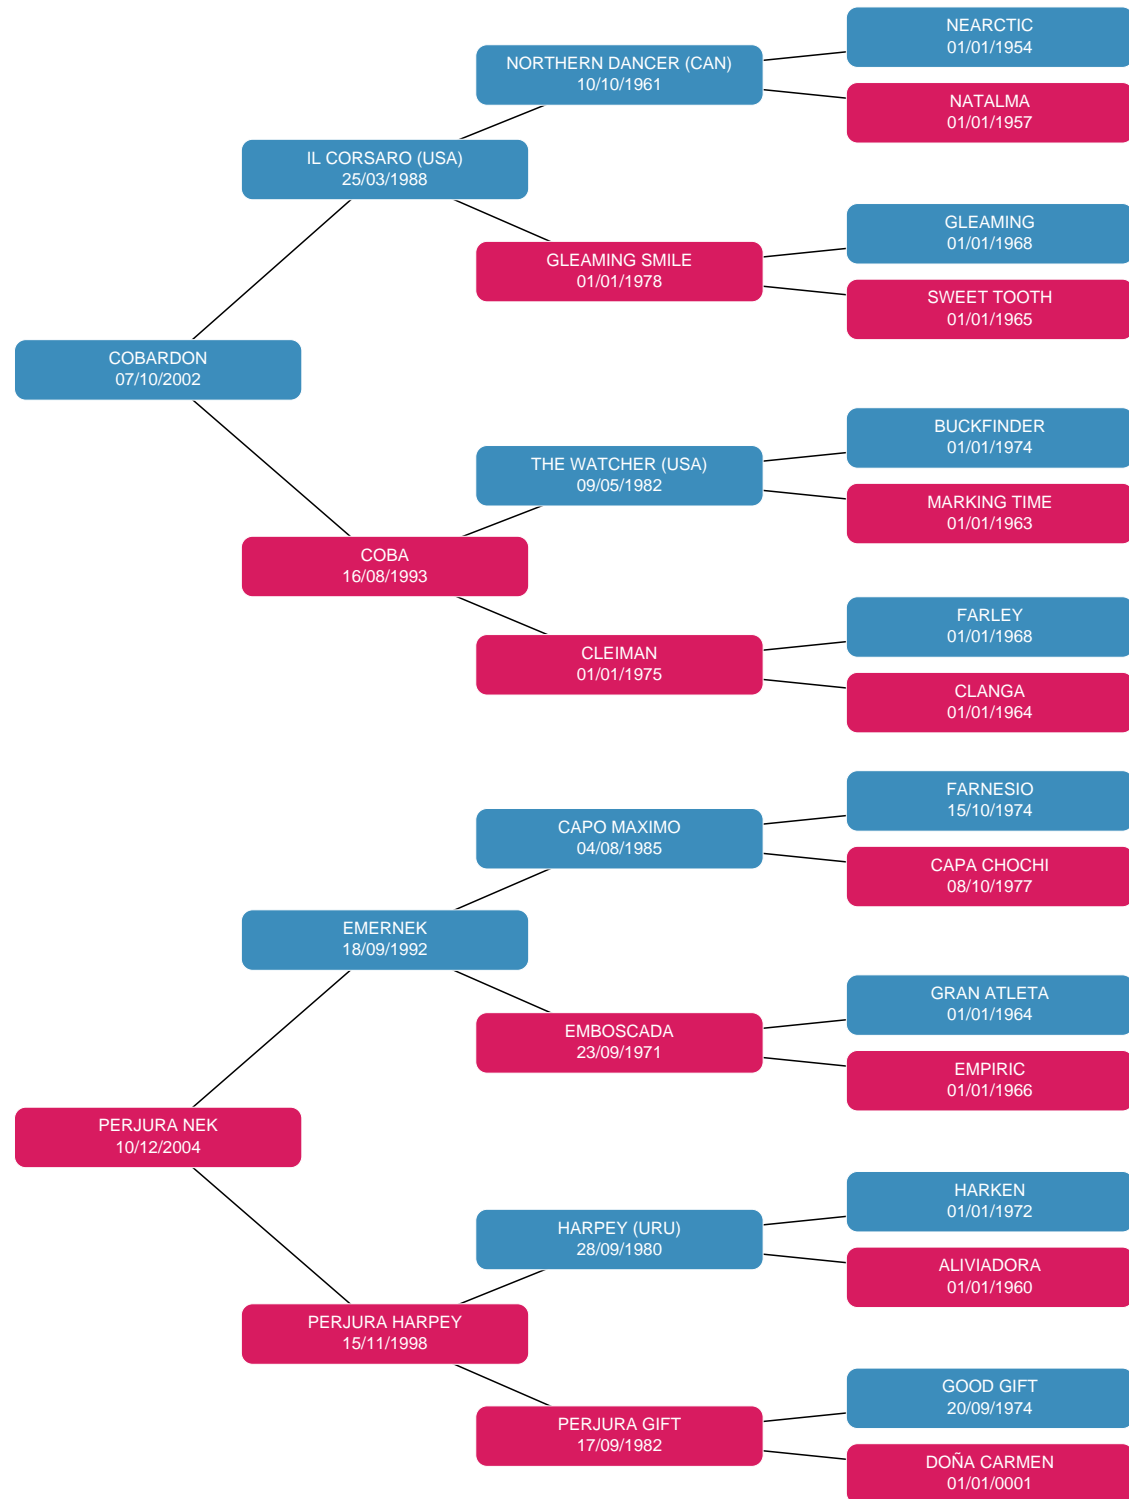 NEARCTIC
01/01/1954
NORTHERN DANCER (CAN)
10/10/1961
NATALMA
01/01/1957
IL CORSARO (USA)
25/03/1988
GLEAMING
01/01/1968
GLEAMING SMILE
01/01/1978
SWEET TOOTH
01/01/1965
COBARDON
07/10/2002
BUCKFINDER
01/01/1974
THE WATCHER (USA)
09/05/1982
MARKING TIME
01/01/1963
COBA
16/08/1993
FARLEY
01/01/1968
CLEIMAN
01/01/1975
CLANGA
01/01/1964
FARNESIO
15/10/1974
CAPO MAXIMO
04/08/1985
CAPA CHOCHI
08/10/1977
EMERNEK
18/09/1992
GRAN ATLETA
01/01/1964
EMBOSCADA
23/09/1971
EMPIRIC
01/01/1966
PERJURA NEK
10/12/2004
HARKEN
01/01/1972
HARPEY (URU)
28/09/1980
ALIVIADORA
01/01/1960
PERJURA HARPEY
15/11/1998
GOOD GIFT
20/09/1974
PERJURA GIFT
17/09/1982
DOÑA CARMEN
01/01/0001